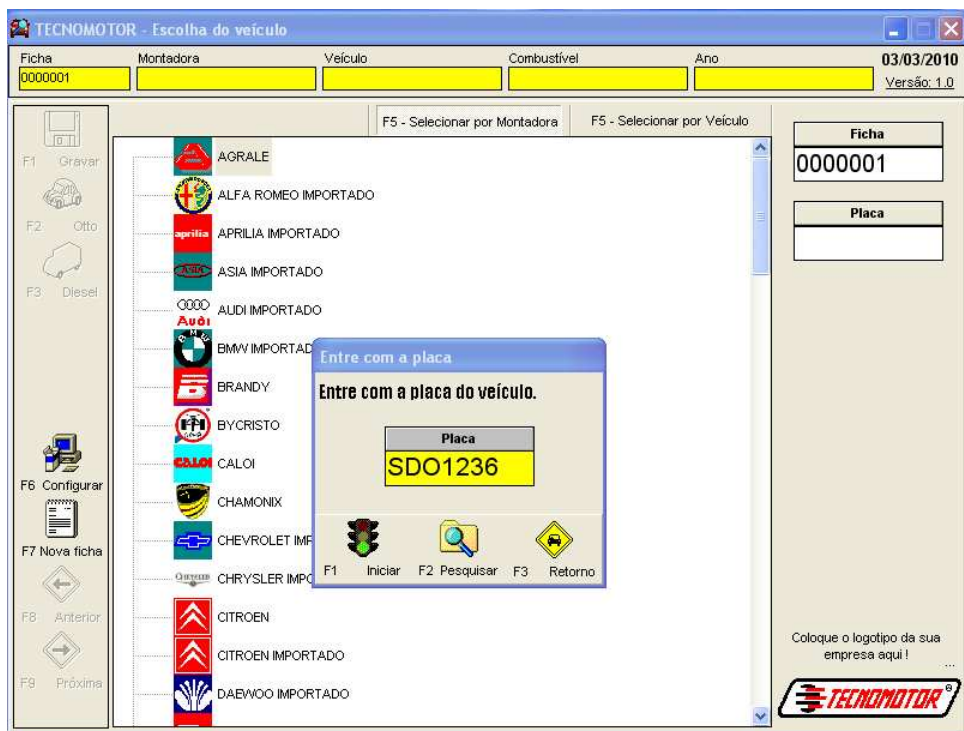 TECNOMOTOR - Escolha do veículo
Ficha
Montadora
Veículo
Combustível
Ano
03/03/2010
0000001
Versão: 1.0
F5 - Selecionar por Montadora
F5 - Selecionar por Veículo
F1 Gravar
F2 Otto
F3 Diesel
F6 Configurar
F7 Nova ficha
F8 Anterior
F9 Próxima
AGRALE
ALFA ROMEO IMPORTADO
aprilia APRILIA IMPORTADO
ASIA ASIA IMPORTADO
Audi AUDI IMPORTADO
BMW BMW IMPORTAD
BRANDY
BYCRISTO
CALOI CALOI
CHAMONIX
CHEVROLET IMP
CHRYSLER CHRYSLER IMPO
CITROEN
CITROEN IMPORTADO
DAEWOO IMPORTADO
Entre com a placa
Entre com a placa do veículo.
Placa
SDO1236
F1 Iniciar
F2 Pesquisar
F3 Retorno
Ficha
0000001
Placa
Coloque o logotipo da sua
empresa aqui !
...
TECNOMOTOR®